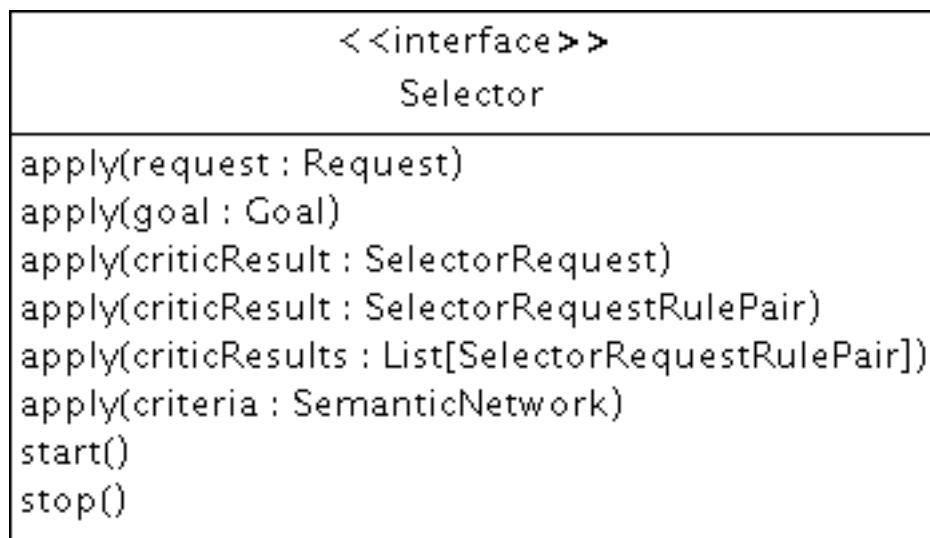 <<interface>>
Selector
apply(request : Request)
apply(goal : Goal)
apply(criticResult : SelectorRequest)
apply(criticResult : SelectorRequestRulePair)
apply(criticResults : List[SelectorRequestRulePair])
apply(criteria : SemanticNetwork)
start()
stop()